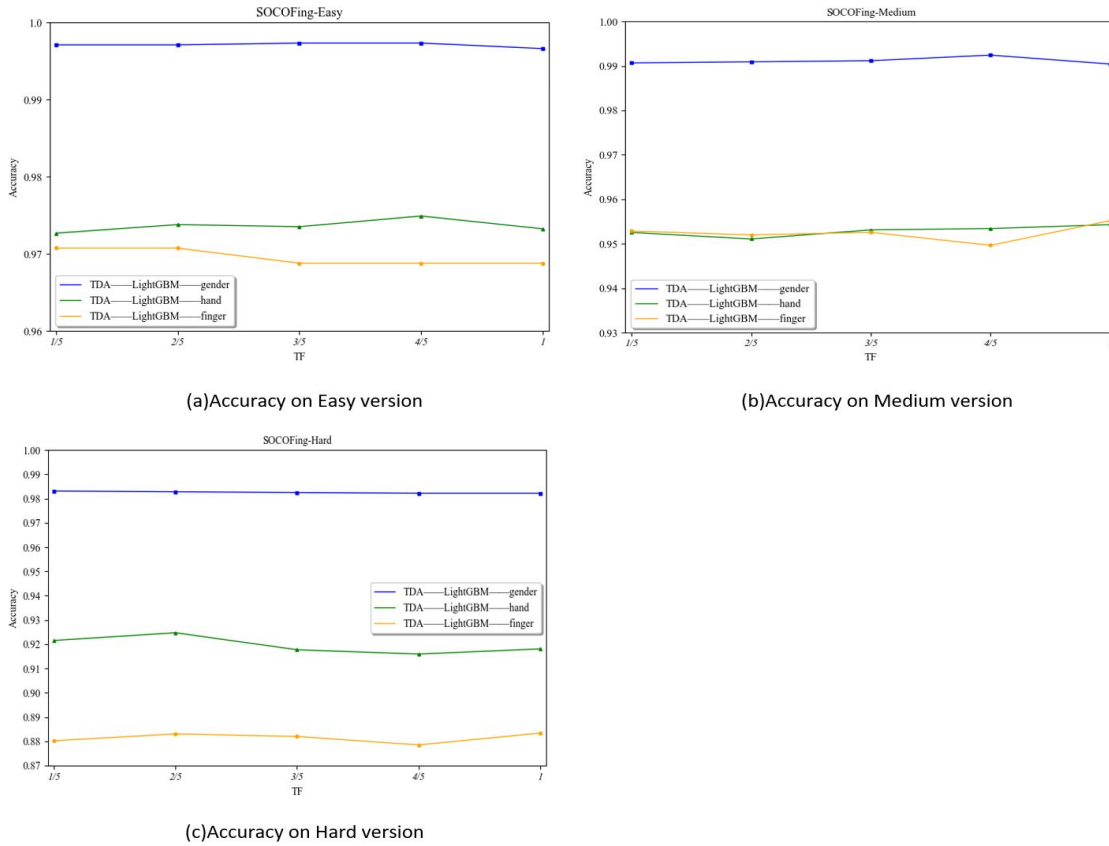 SOCOFing-Easy
1.00
0.99
0.98
0.97
0.96
Accuracy
TDA——LightGBM——gender
TDA——LightGBM——hand
TDA——LightGBM——finger
1/5 2/5 3/5 4/5 1
TF
(a)Accuracy on Easy version
SOCOFing-Medium
1.00
0.99
0.98
0.97
0.96
0.95
0.94
0.93
Accuracy
TDA——LightGBM——gender
TDA——LightGBM——hand
TDA——LightGBM——finger
1/5 2/5 3/5 4/5
TF
(b)Accuracy on Medium version
SOCOFing-Hard
1.00
0.99
0.98
0.97
0.96
0.95
0.94
0.93
0.92
0.91
0.90
0.89
0.88
0.87
Accuracy
TDA——LightGBM——gender
TDA——LightGBM——hand
TDA——LightGBM——finger
1/5 2/5 3/5 4/5 1
TF
(c)Accuracy on Hard version